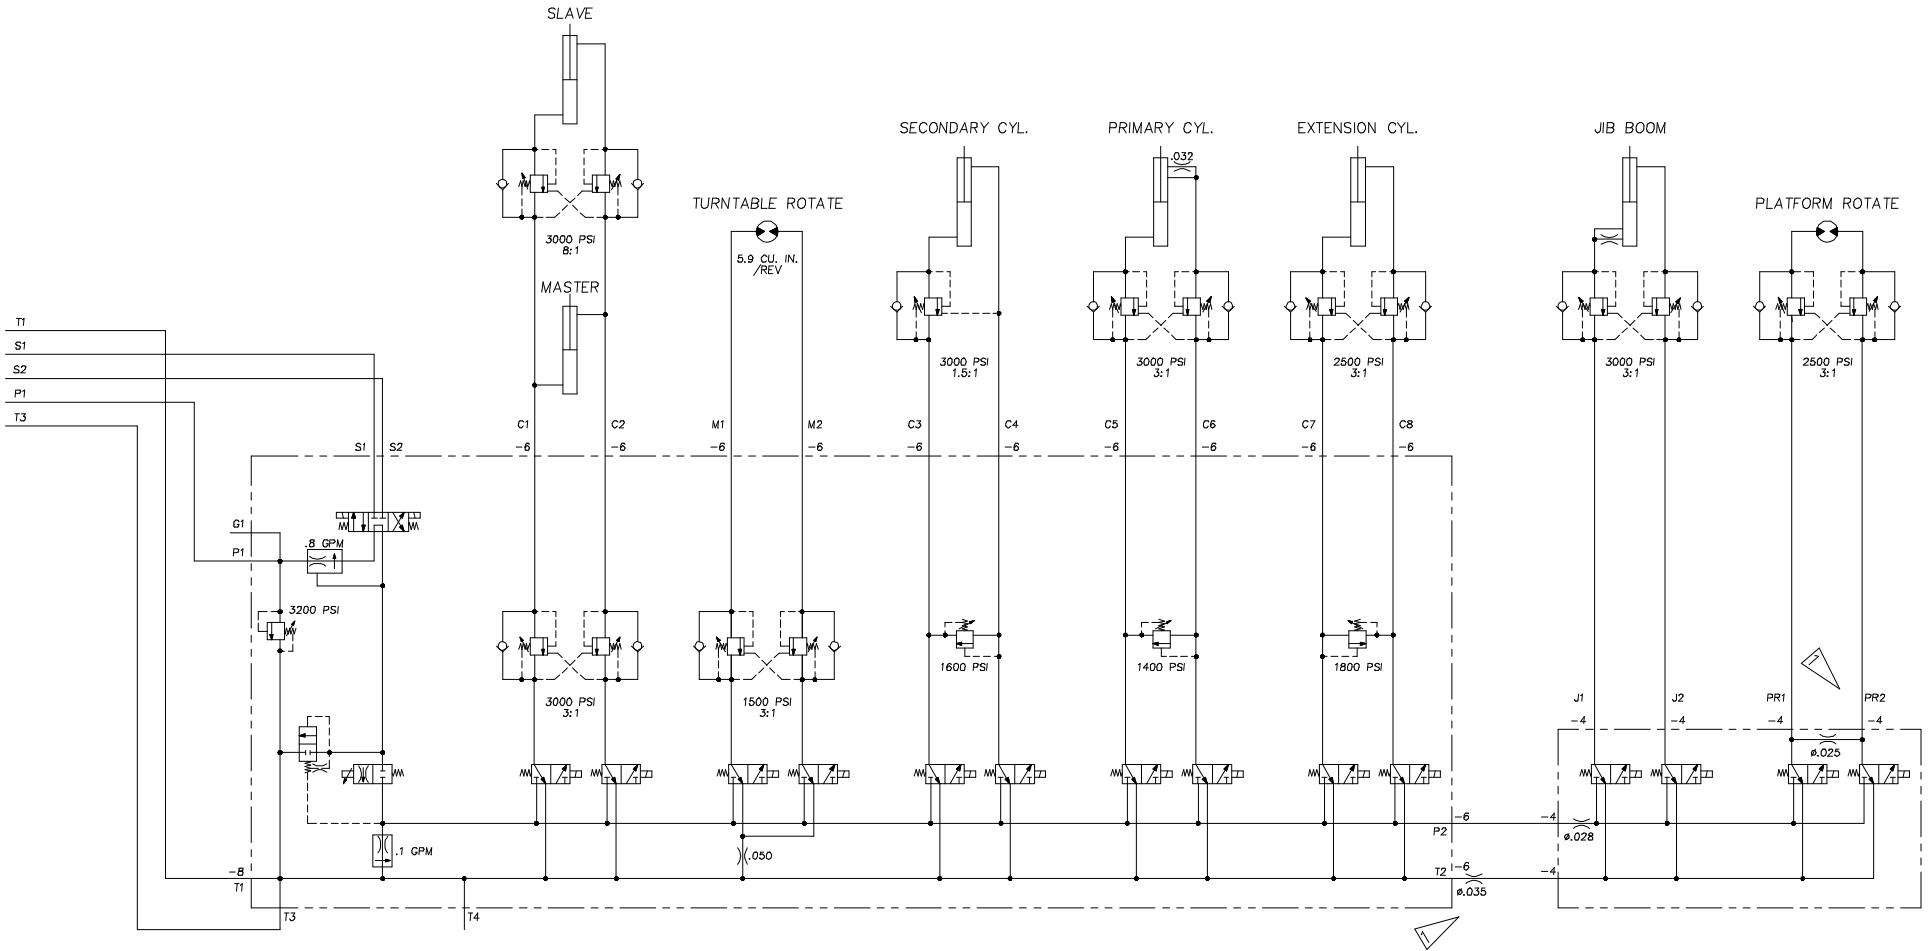 SLAVE
SECONDARY CYL.
PRIMARY CYL.
EXTENSION CYL.
JIB BOOM
.032
TURNTABLE ROTATE
PLATFORM ROTATE
3000 PSI
8:1
5.9 CU. IN.
/REV
MASTER
T1
S1
S2
P1
T3
3000 PSI
1.5:1
3000 PSI
3:1
2500 PSI
3:1
3000 PSI
3:1
2500 PSI
3:1
C1
C2
M1
M2
C3
C4
C5
C6
C7
C8
S1
S2
-6
-6
-6
-6
-6
-6
-6
-6
-6
-6
G1
P1
.8 GPM
3200 PSI
1600 PSI
1400 PSI
1800 PSI
3000 PSI
3:1
1500 PSI
3:1
1
J1
J2
PR1
PR2
-4
-4
-4
-4
ø.025
-6
P2
-4
ø.028
.1 GPM
.050
-8
T1
T2
-6
-4
ø.035
T3
T4
1